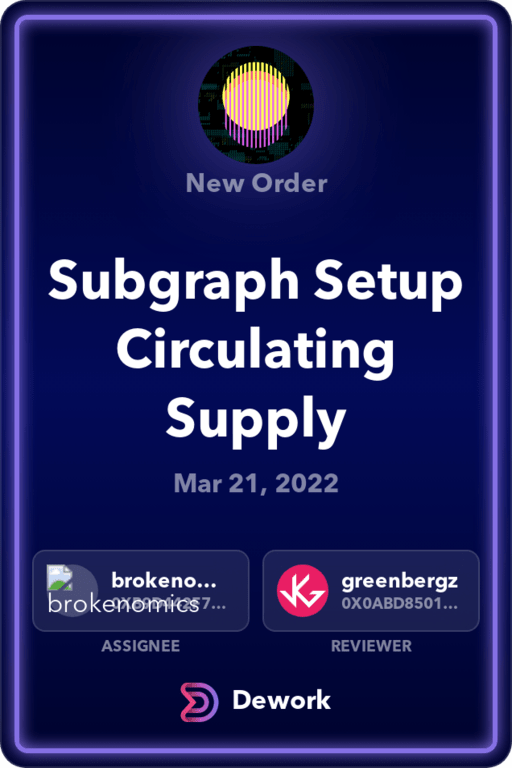 New Order
Subgraph Setup
Circulating
Supply
Mar 21, 2022
brokeno...
brokenomics
greenbergz
0X0ABD8501...
ASSIGNEE
REVIEWER
Dework